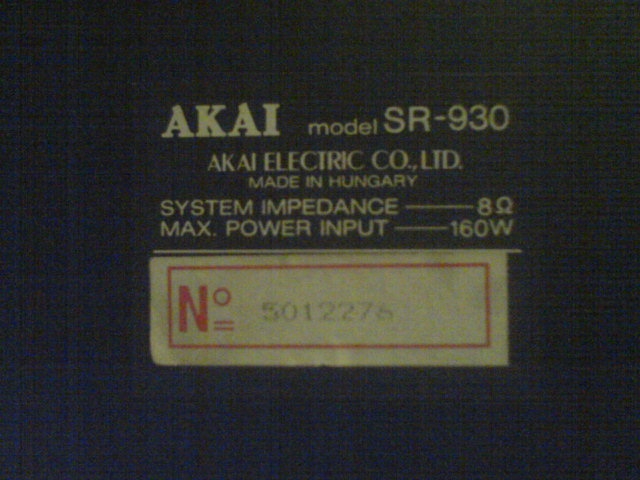 AKAI model SR-930
AKAI ELECTRIC CO., LTD.
MADE IN HUNGARY
SYSTEM IMPEDANCE 8Ω
MAX. POWER INPUT 160W
Nº 5012276